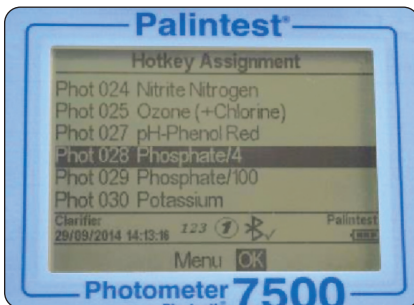 Palintest®
Hotkey Assignment
Phot 024 Nitrite Nitrogen
Phot 025 Ozone (+Chlorine)
Phot 027 pH-Phenol Red
Phot 028 Phosphate/4
Phot 029 Phosphate/100
Phot 030 Potassium
Clarifier
29/09/2014 14:13:16 123 1 Palintest
Menu OK
Photometer 7500